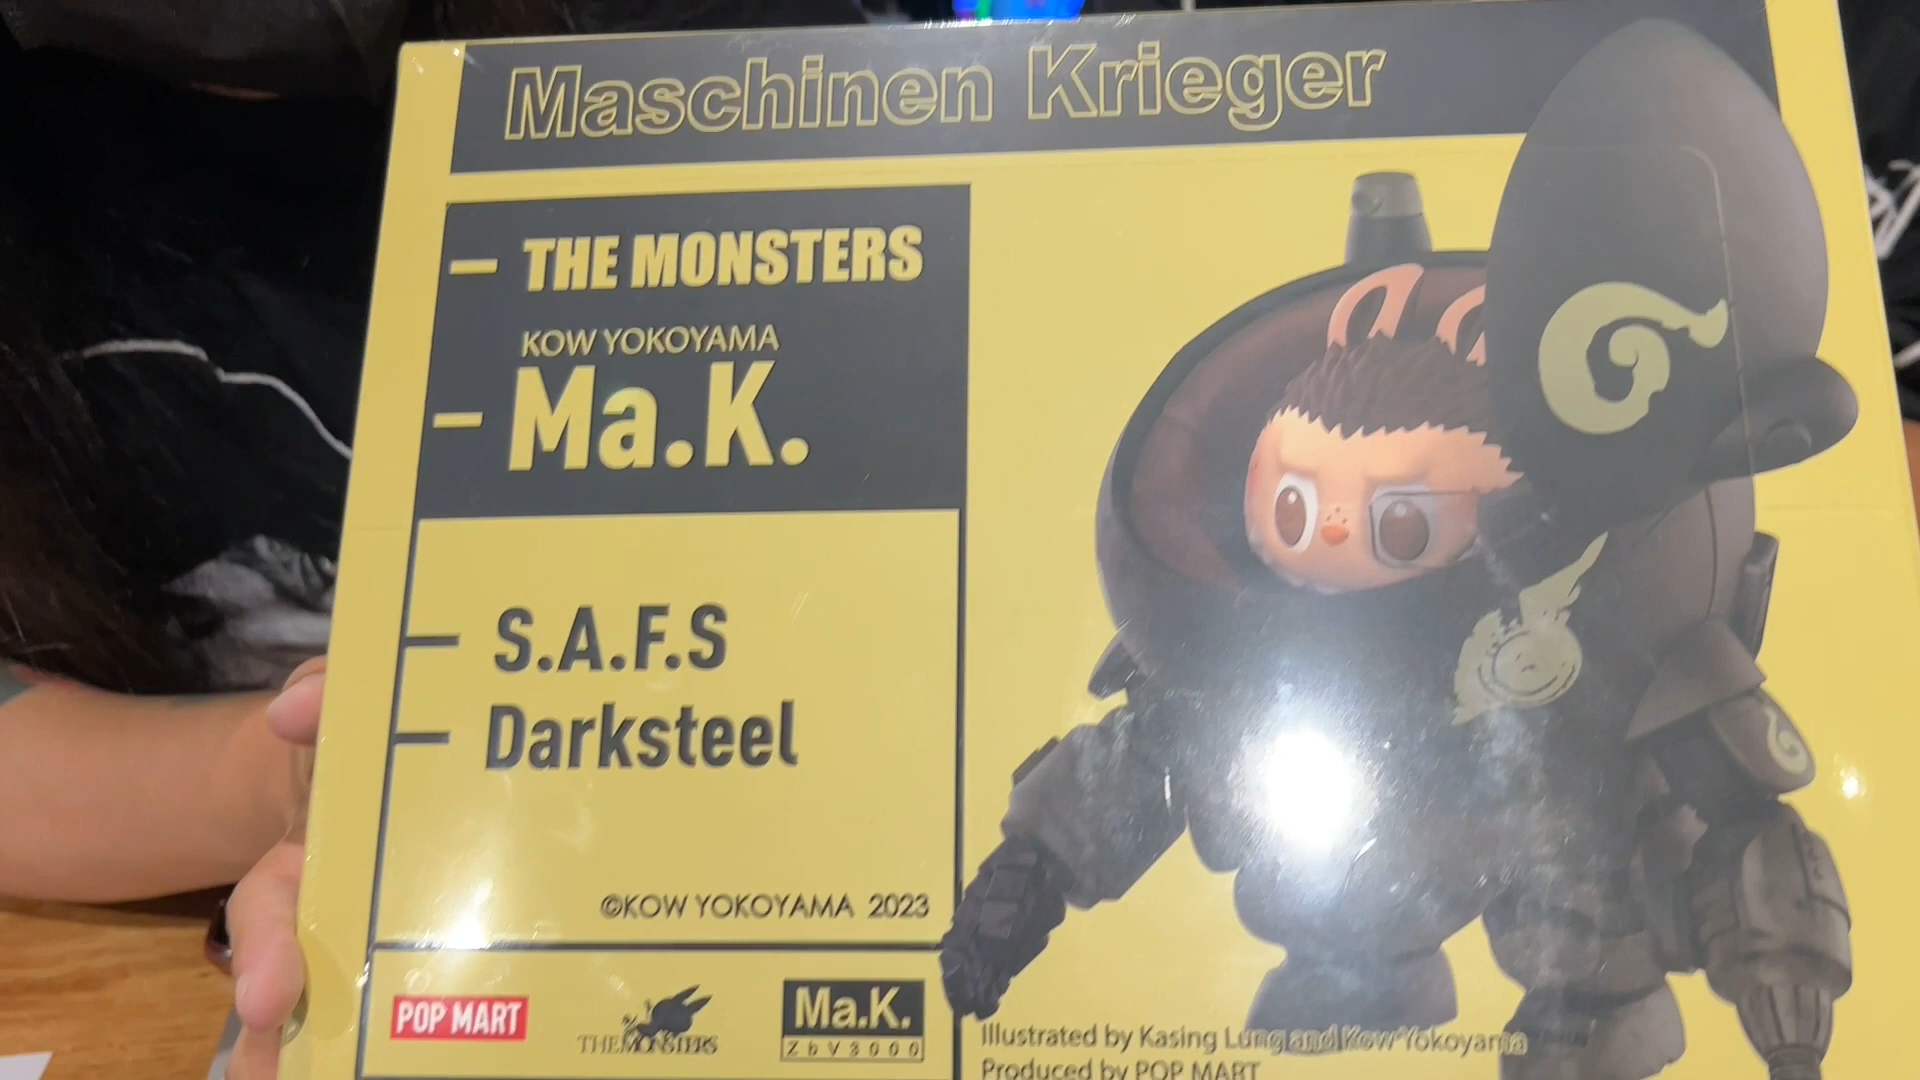 Maschinen Krieger
THE MONSTERS
KOW YOKOYAMA
Ma.K.
S.A.F.S
Darksteel
©KOW YOKOYAMA 2023
POP MART
THE MONSTERS
Ma.K.
ZbV3000
Illustrated by Kasing Lung and Kow Yokoyama
Produced by POP MART